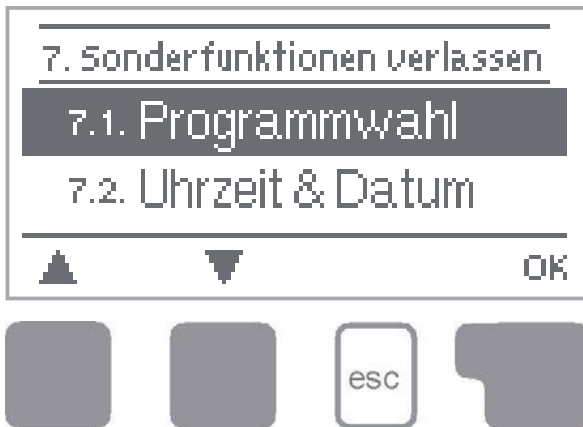 7. Sonderfunktionen verlassen
7.1. Programmwahl
7.2. Uhrzeit & Datum
OK
esc